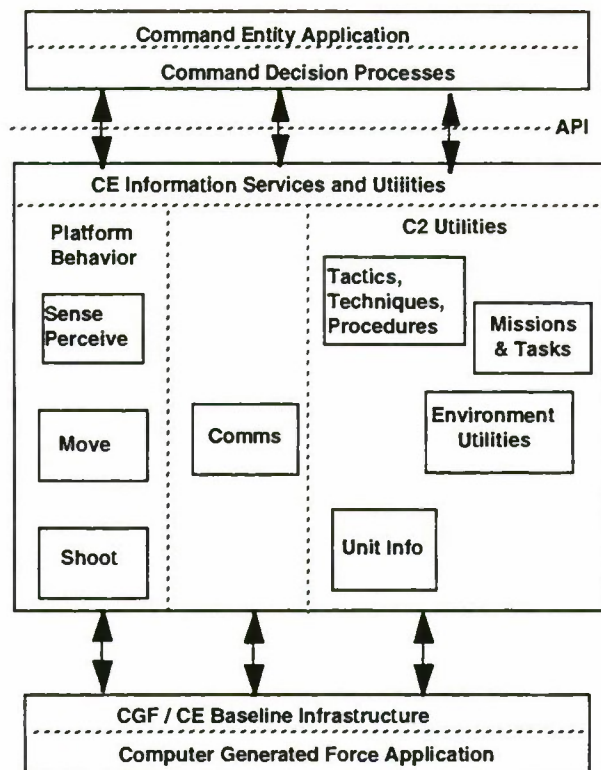 Command Entity Application
Command Decision Processes
API
CE Information Services and Utilities
Platform
Behavior
Sense
Perceive
Move
Shoot
Comms
C2 Utilities
Tactics,
Techniques,
Procedures
Missions
& Tasks
Environment
Utilities
Unit Info
CGF / CE Baseline Infrastructure
Computer Generated Force Application